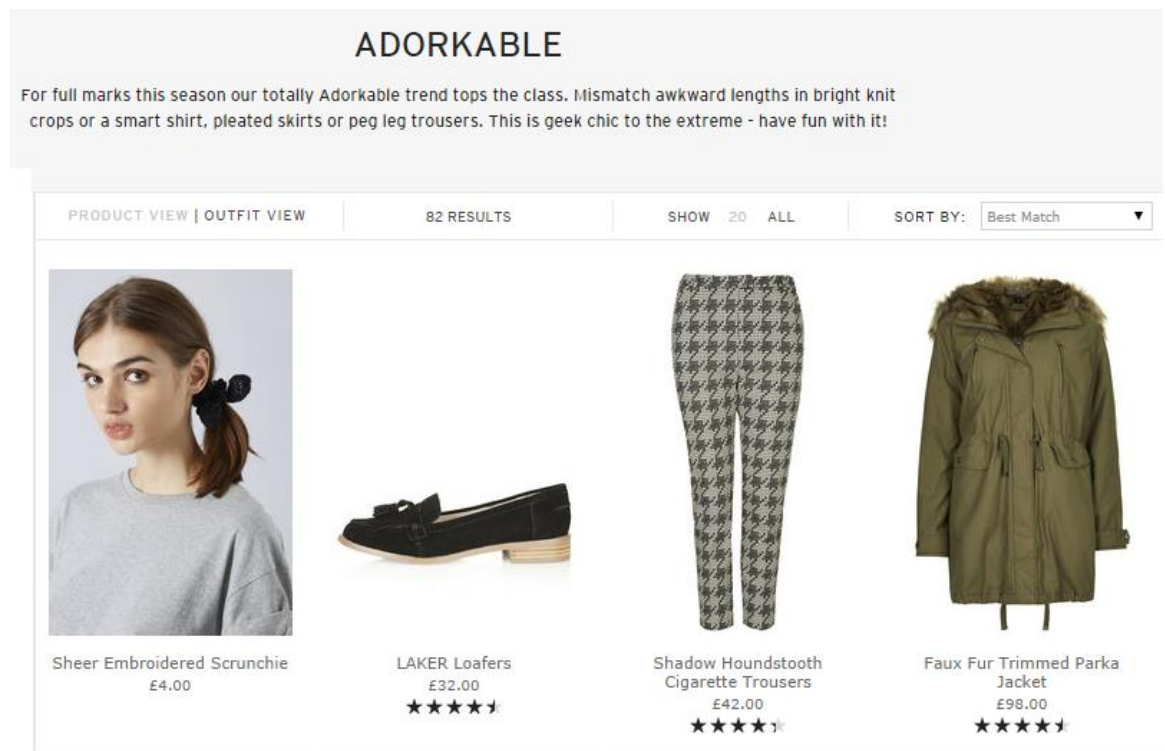 ADORKABLE
For full marks this season our totally Adorkable trend tops the class. Mismatch awkward lengths in bright knit
crops or a smart shirt, pleated skirts or peg leg trousers. This is geek chic to the extreme - have fun with it!
PRODUCT VIEW | OUTFIT VIEW
82 RESULTS
SHOW 20 ALL
SORT BY: Best Match
Sheer Embroidered Scrunchie
£4.00
LAKER Loafers
£32.00
Shadow Houndstooth
Cigarette Trousers
£42.00
Faux Fur Trimmed Parka
Jacket
£98.00